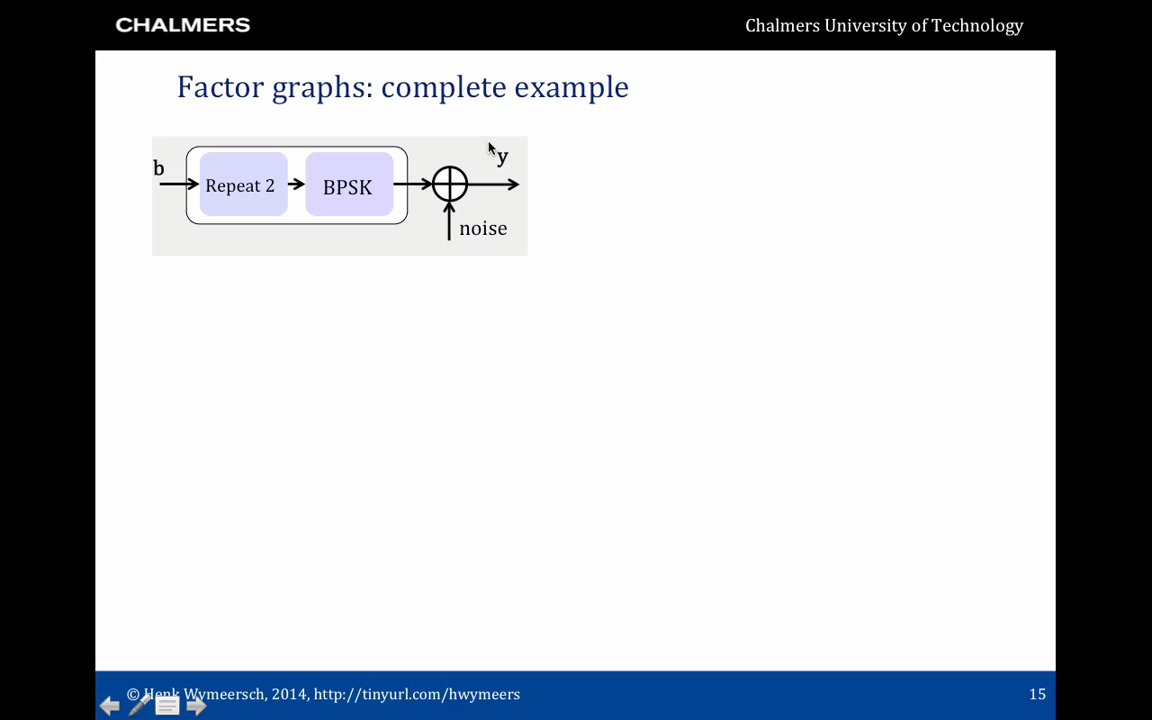 CHALMERS
Chalmers University of Technology
Factor graphs: complete example
b
Repeat 2
BPSK
y
noise
© Henk Wymeersch, 2014, http://tinyurl.com/hwymeers
15